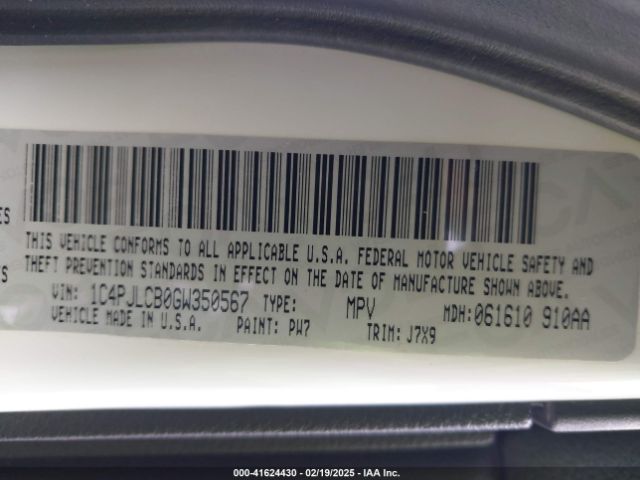 ES
THIS VEHICLE CONFORMS TO ALL APPLICABLE U.S.A. FEDERAL MOTOR VEHICLE SAFETY AND
THEFT PREVENTION STANDARDS IN EFFECT ON THE DATE OF MANUFACTURE SHOWN ABOVE.
S
VIN: 1C4PJLCB0GW350567 TYPE: MPV MDH:061610 910AA
VEHICLE MADE IN U.S.A. PAINT: PW7 TRIM: J7X9
000-41624430 - 02/19/2025 - IAA Inc.